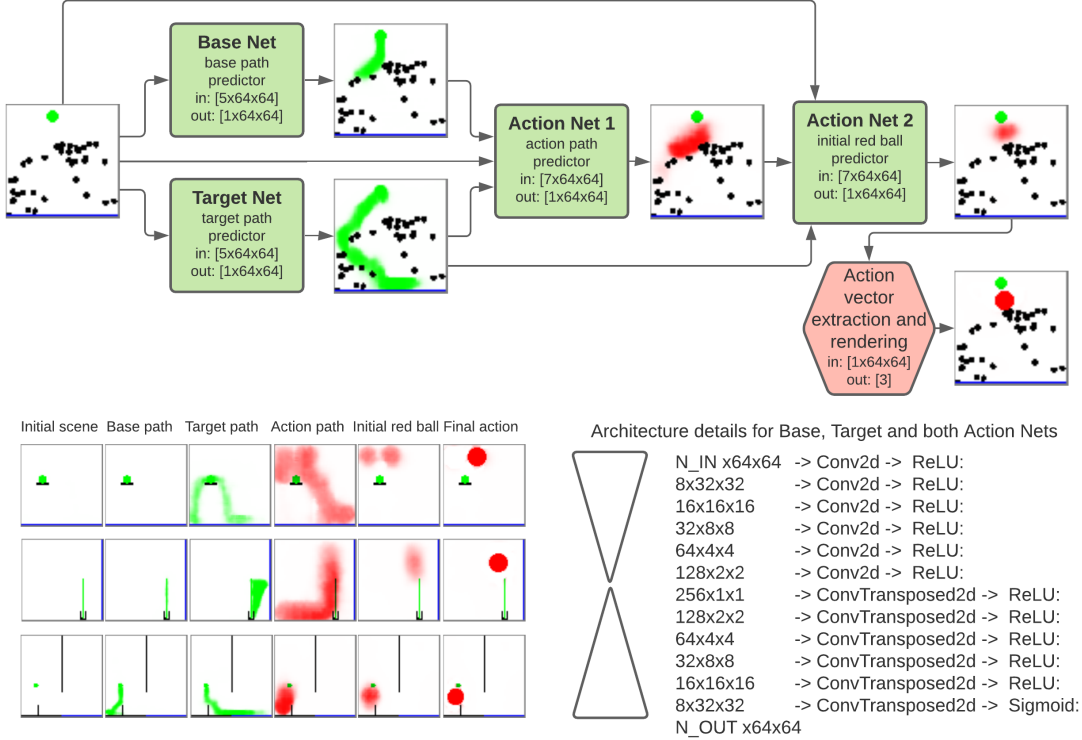 Base Net
base path
predictor
in: [5x64x64]
out: [1x64x64]
Target Net
target path
predictor
in: [5x64x64]
out: [1x64x64]
Action Net 1
action path
predictor
in: [7x64x64]
out: [1x64x64]
Action Net 2
initial red ball
predictor
in: [7x64x64]
out: [1x64x64]
Action
vector
extraction and
rendering
in: [1x64x64]
out: [3]
Initial scene Base path Target path Action path Initial red ball Final action
Architecture details for Base, Target and both Action Nets
N_IN x64x64 -> Conv2d -> ReLU:
8x32x32 -> Conv2d -> ReLU:
16x16x16 -> Conv2d -> ReLU:
32x8x8 -> Conv2d -> ReLU:
64x4x4 -> Conv2d -> ReLU:
128x2x2 -> Conv2d -> ReLU:
256x1x1 -> ConvTransposed2d -> ReLU:
128x2x2 -> ConvTransposed2d -> ReLU:
64x4x4 -> ConvTransposed2d -> ReLU:
32x8x8 -> ConvTransposed2d -> ReLU:
16x16x16 -> ConvTransposed2d -> ReLU:
8x32x32 -> ConvTransposed2d -> Sigmoid:
N_OUT x64x64